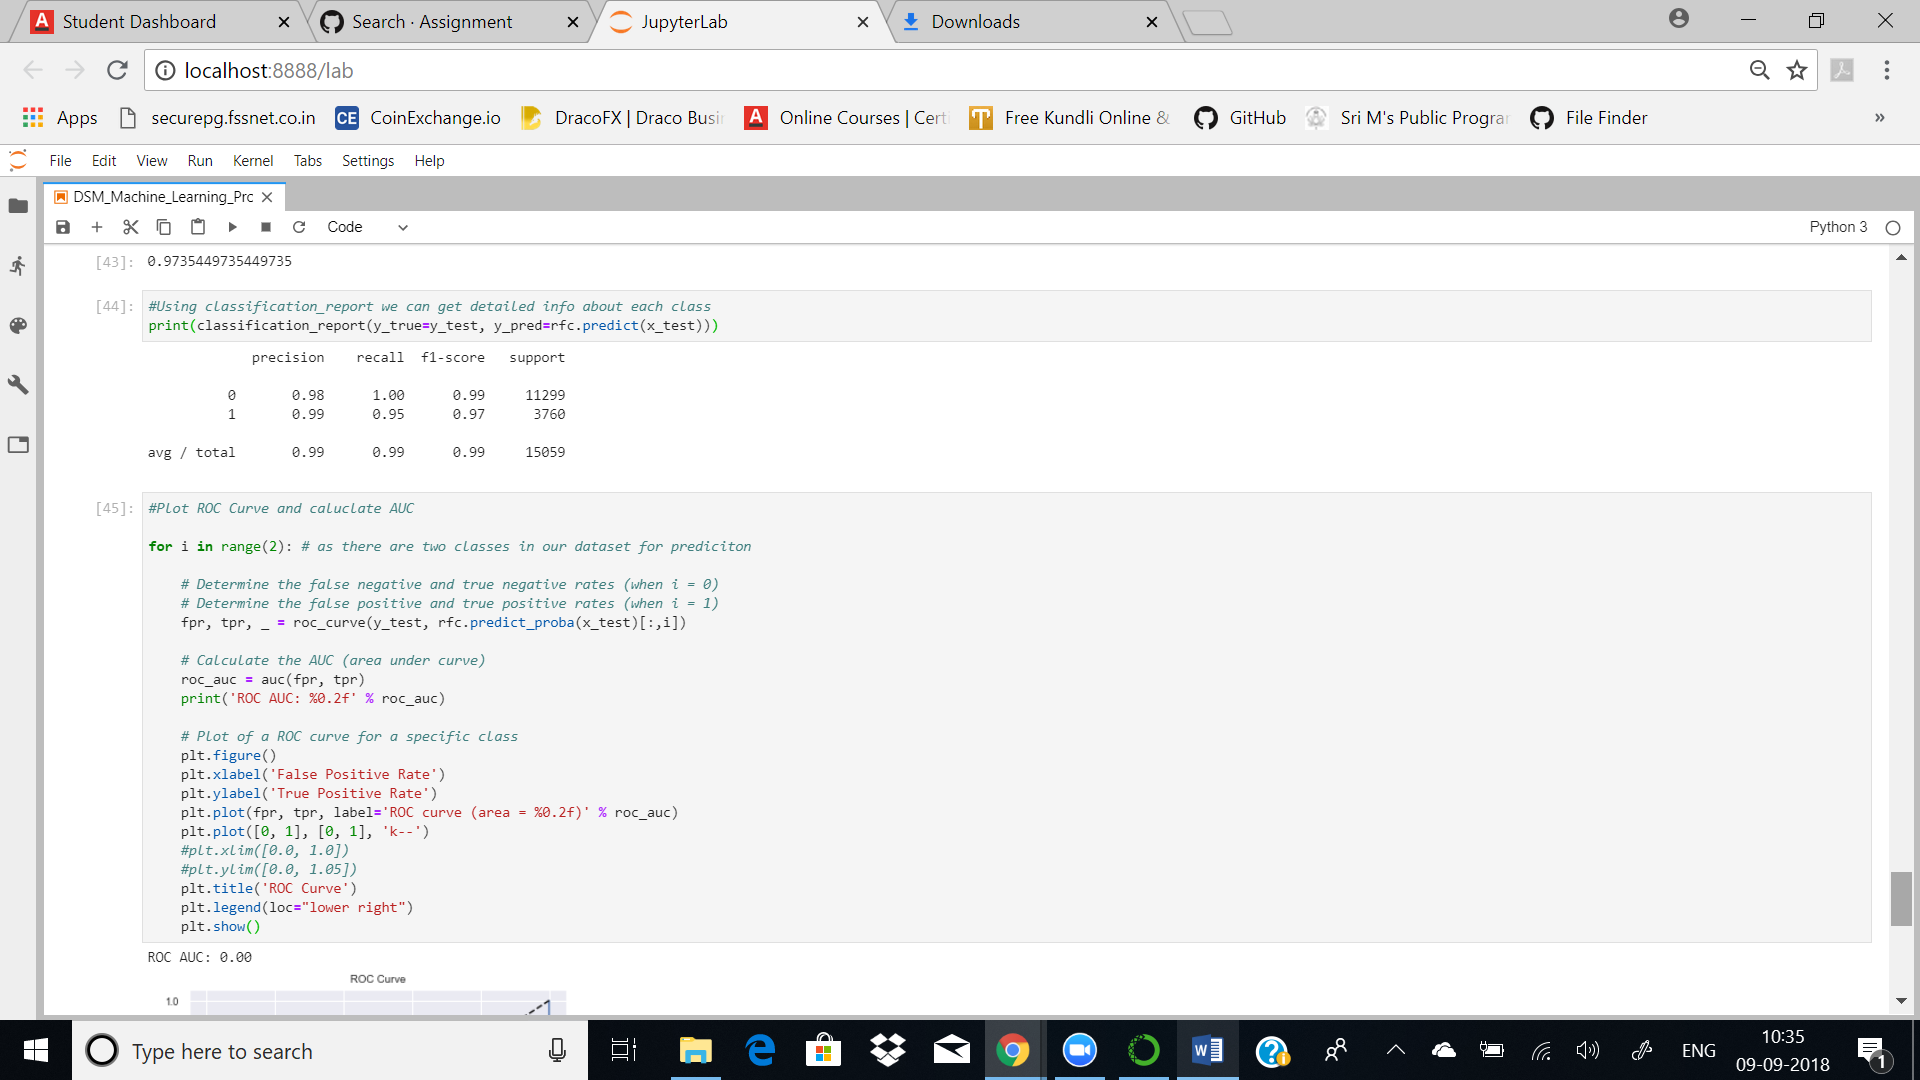 Student Dashboard
Search · Assignment
JupyterLab
Downloads
localhost:8888/lab
Apps
securepg.fssnet.co.in
CE CoinExchange.io
DracoFX | Draco Busi
Online Courses | Cert
Free Kundli Online &
GitHub
Sri M's Public Progra
File Finder
»
File Edit View Run Kernel Tabs Settings Help
DSM_Machine_Learning_Prc
Code
Python 3
[43]: 0.9735449735449735
[44]: #Using classification_report we can get detailed info about each class
print(classification_report(y_true=y_test, y_pred=rfc.predict(x_test)))
precision recall f1-score support
0 0.98 1.00 0.99 11299
1 0.99 0.95 0.97 3760
avg / total 0.99 0.99 0.99 15059
[45]: #Plot ROC Curve and caluclate AUC
for i in range(2): # as there are two classes in our dataset for prediciton
# Determine the false negative and true negative rates (when i = 0)
# Determine the false positive and true positive rates (when i = 1)
fpr, tpr, _ = roc_curve(y_test, rfc.predict_proba(x_test)[:,i])
# Calculate the AUC (area under curve)
roc_auc = auc(fpr, tpr)
print('ROC AUC: %0.2f' % roc_auc)
# Plot of a ROC curve for a specific class
plt.figure()
plt.xlabel('False Positive Rate')
plt.ylabel('True Positive Rate')
plt.plot(fpr, tpr, label='ROC curve (area = %0.2f)' % roc_auc)
plt.plot([0, 1], [0, 1], 'k--')
#plt.xlim([0.0, 1.0])
#plt.ylim([0.0, 1.05])
plt.title('ROC Curve')
plt.legend(loc="lower right")
plt.show()
ROC AUC: 0.00
ROC Curve
1.0
Type here to search
ENG
10:35
09-09-2018
1